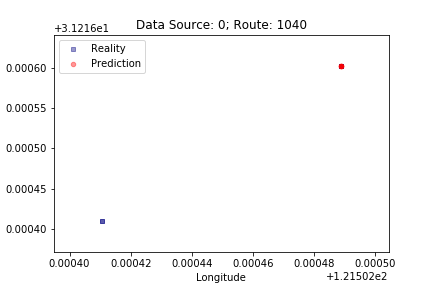 Data Source: 0; Route: 1040
+3.1216e1
Reality
Prediction
0.00060
0.00055
0.00050
0.00045
0.00040
0.00040 0.00042 0.00044 0.00046 0.00048 0.00050
Longitude
+1.21502e2